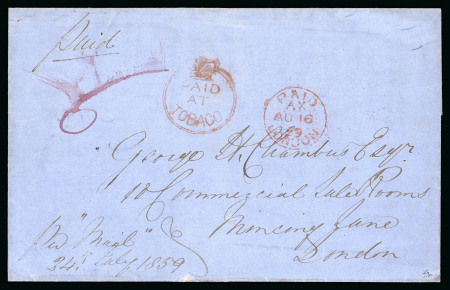 Paid
PAID
AT
TOBAGO
PAID
AX
AU 16
59
LONDON
George H. Chambers Esqr
10 Commercial Sale Rooms
Mincing Lane
London
Per "Mail"
24th July 1859